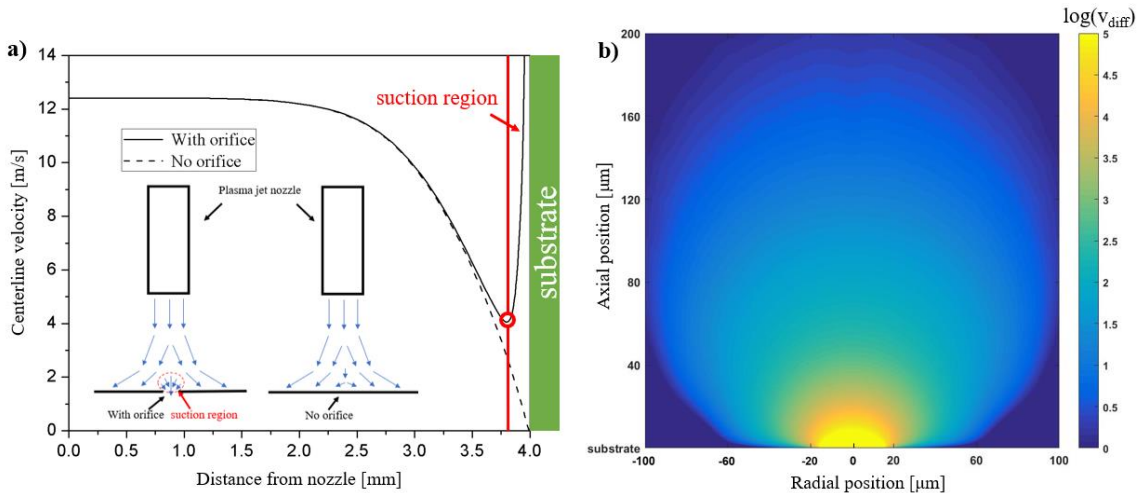 a)
14
12
10
8
6
4
2
0
Centerline velocity [m/s]
suction region
With orifice
No orifice
Plasma jet nozzle
With orifice
suction region
No orifice
substrate
0.0 0.5 1.0 1.5 2.0 2.5 3.0 3.5 4.0
Distance from nozzle [mm]
b)
log(v_diff)
200
160
120
80
40
substrate
Axial position [μm]
-100 -60 -20 0 20 60 100
Radial position [μm]
5
4.5
4
3.5
3
2.5
2
1.5
1
0.5
0